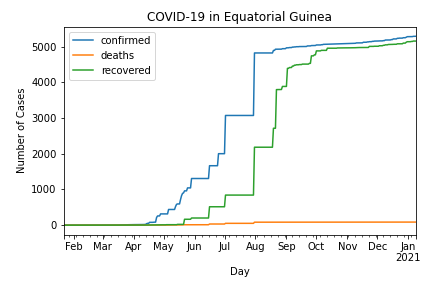 COVID-19 in Equatorial Guinea
confirmed
deaths
recovered
Number of Cases
5000
4000
3000
2000
1000
0
Feb Mar Apr May Jun Jul Aug Sep Oct Nov Dec Jan
2021
Day